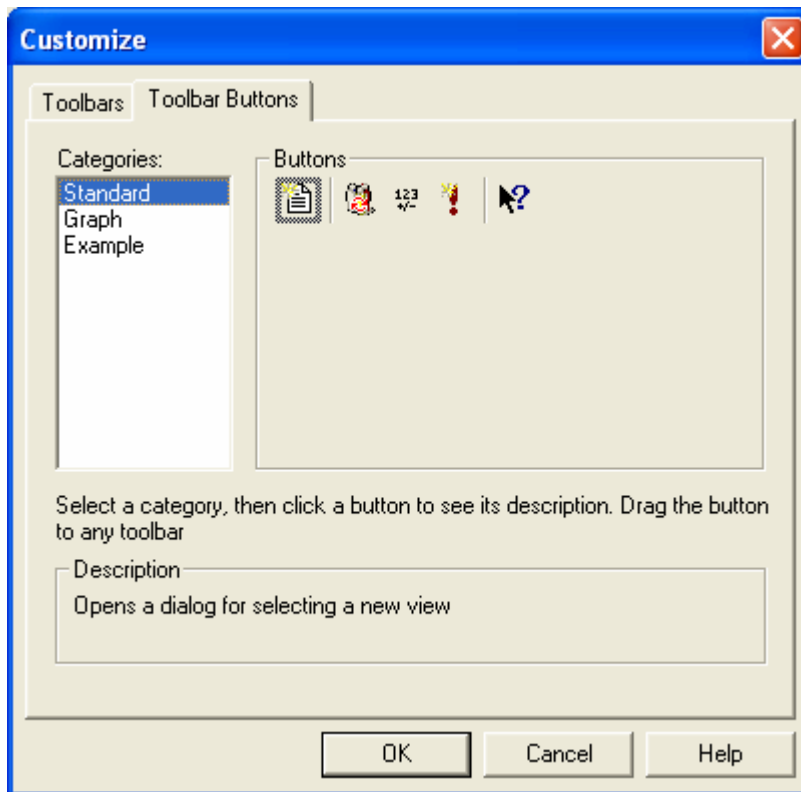 Customize
Toolbars
Toolbar Buttons
Categories:
Standard
Graph
Example
Buttons
123
+/-
?
Select a category, then click a button to see its description. Drag the button
to any toolbar
Description
Opens a dialog for selecting a new view
OK
Cancel
Help